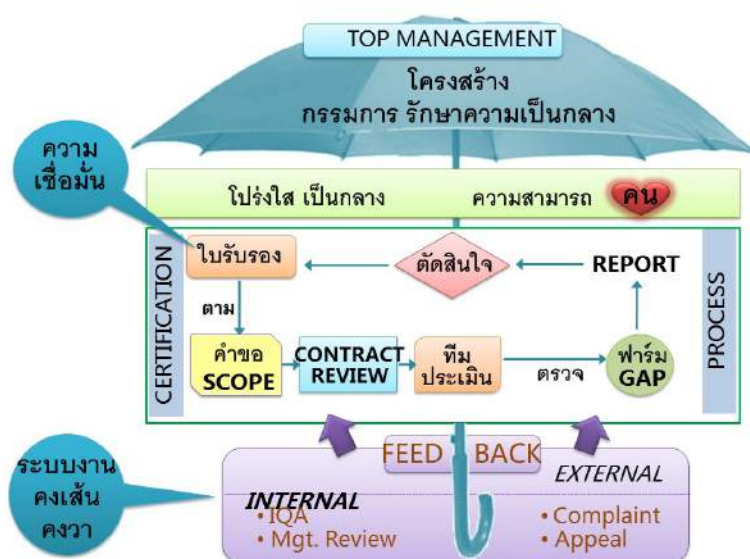 TOP MANAGEMENT
โครงสร้าง
กรรมการ รักษาความเป็นกลาง
ความ
เชื่อมั่น
โปร่งใส เป็นกลาง ความสามารถ คน
CERTIFICATION
ใบรับรอง
ตัดสินใจ
REPORT
PROCESS
ตาม
คำขอ
SCOPE
CONTRACT
REVIEW
ทีม
ประเมิน
ตรวจ
ฟาร์ม
GAP
ระบบงาน
คงเส้น
คงวา
FEED BACK
INTERNAL
• IQA
• Mgt. Review
EXTERNAL
• Complaint
• Appeal